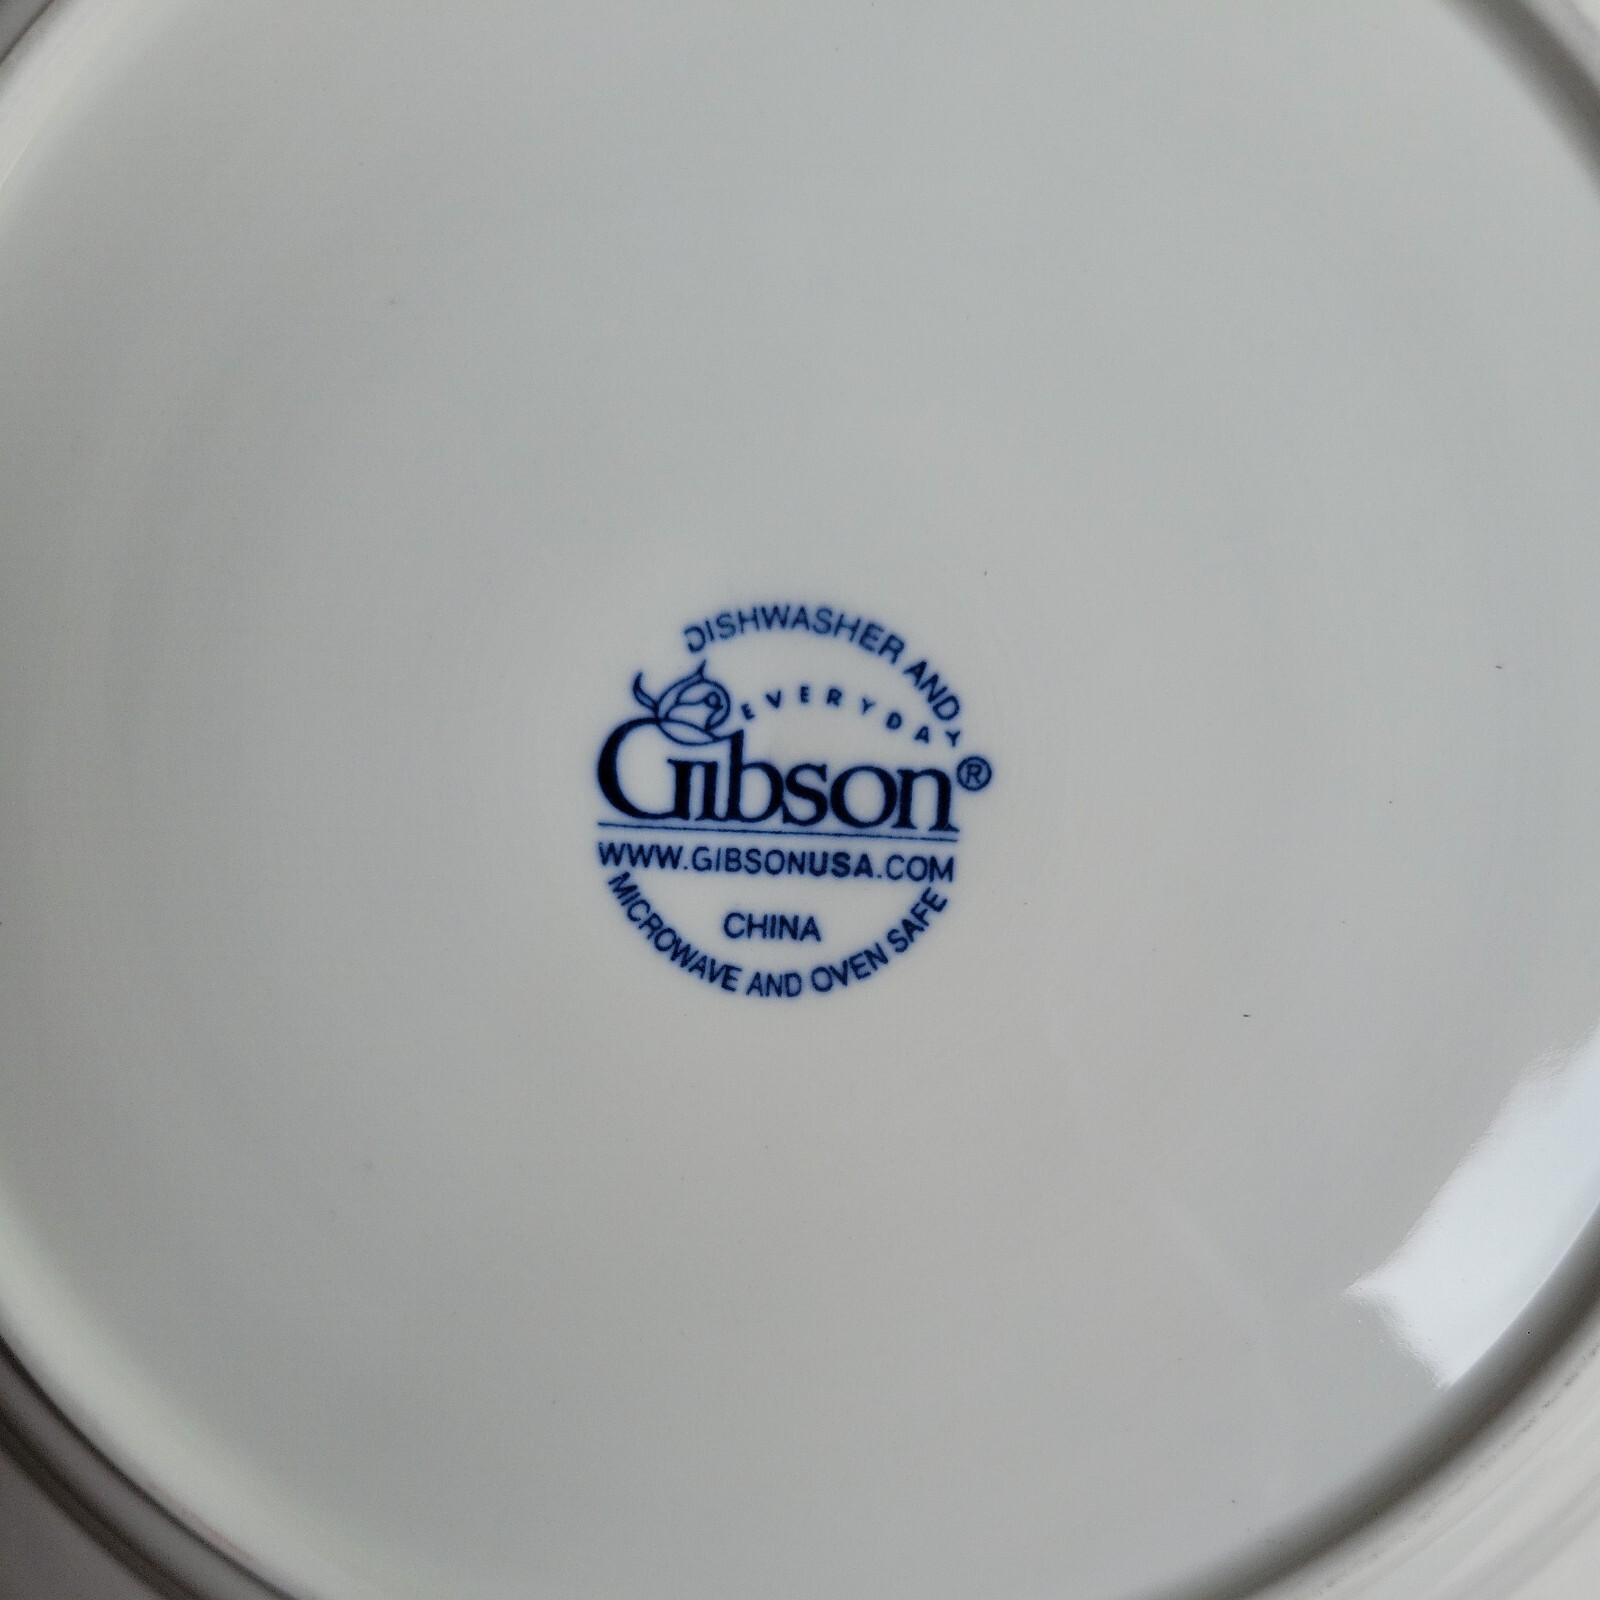 DISHWASHER AND
EVERYDAY
Gibson®
WWW.GIBSONUSA.COM
CHINA
MICROWAVE AND OVEN SAFE